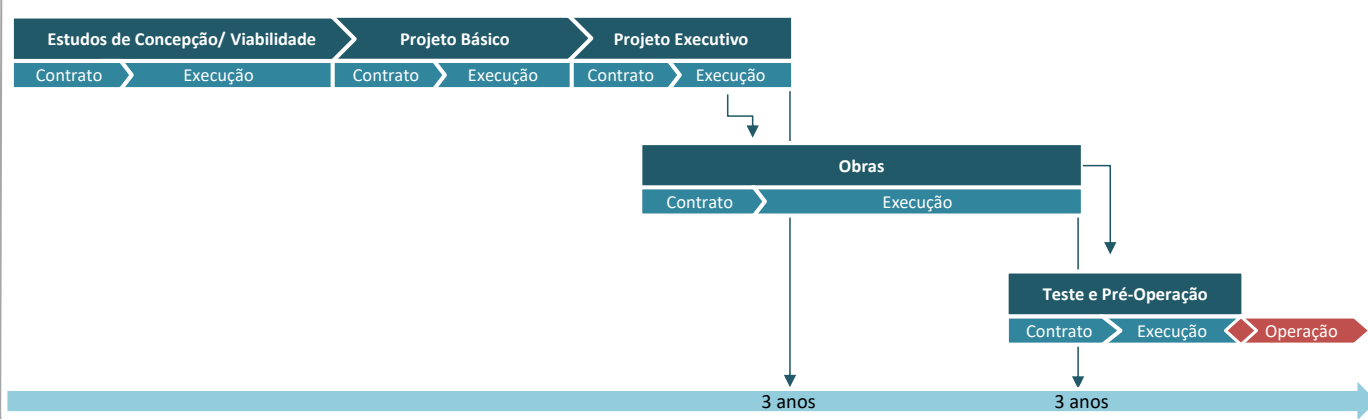 Estudos de Concepção/ Viabilidade Projeto Básico Projeto Executivo
Contrato Execução Contrato Execução Contrato Execução
Obras
Contrato Execução
Teste e Pré-Operação
Contrato Execução Operação
3 anos 3 anos